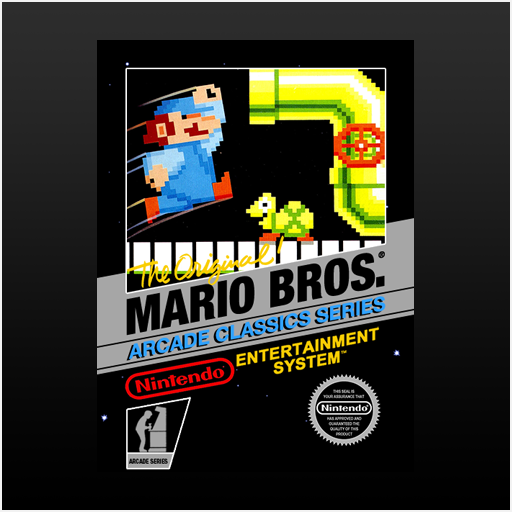 The Original!
MARIO BROS.®
ARCADE CLASSICS SERIES
Nintendo®
ENTERTAINMENT
SYSTEM™
ARCADE SERIES
THIS SEAL IS
YOUR ASSURANCE THAT
Nintendo
HAS APPROVED AND
GUARANTEED THE
QUALITY OF THIS
PRODUCT